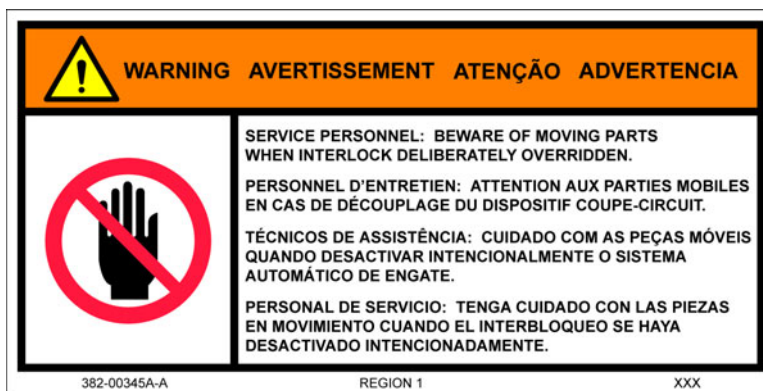 WARNING AVERTISSEMENT ATENÇÃO ADVERTENCIA
SERVICE PERSONNEL: BEWARE OF MOVING PARTS
WHEN INTERLOCK DELIBERATELY OVERRIDDEN.
PERSONNEL D'ENTRETIEN: ATTENTION AUX PARTIES MOBILES
EN CAS DE DÉCOUPLAGE DU DISPOSITIF COUPE-CIRCUIT.
TÉCNICOS DE ASSISTÊNCIA: CUIDADO COM AS PEÇAS MÓVEIS
QUANDO DESACTIVAR INTENCIONALMENTE O SISTEMA
AUTOMÁTICO DE ENGATE.
PERSONAL DE SERVICIO: TENGA CUIDADO CON LAS PIEZAS
EN MOVIMIENTO CUANDO EL INTERBLOQUEO SE HAYA
DESACTIVADO INTENCIONADAMENTE.
382-00345A-A REGION 1 XXX